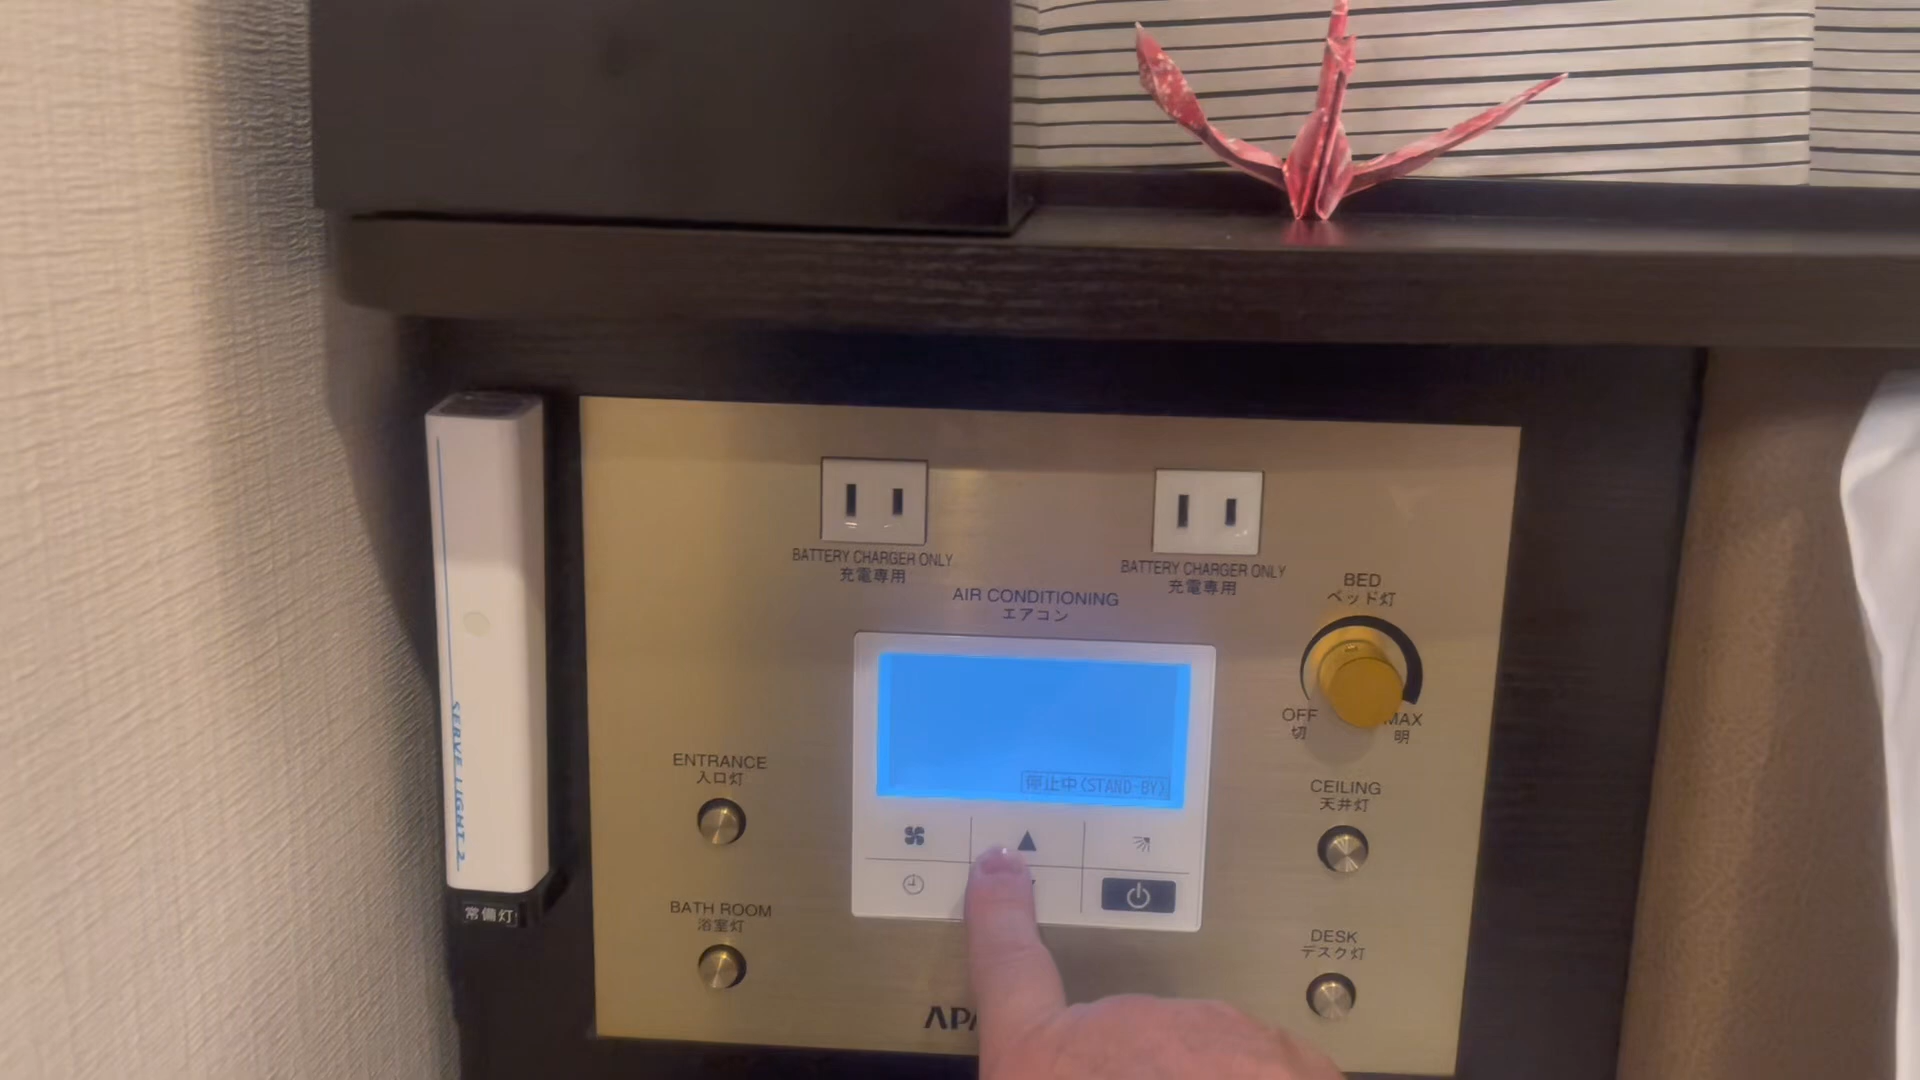 BATTERY CHARGER ONLY
充電専用
BATTERY CHARGER ONLY
充電専用
AIR CONDITIONING
エアコン
BED
ベッド灯
OFF
切
MAX
明
停止中(STAND-BY)
ENTRANCE
入口灯
CEILING
天井灯
BATH ROOM
浴室灯
DESK
デスク灯
SERVE LIGHT 2
常備灯